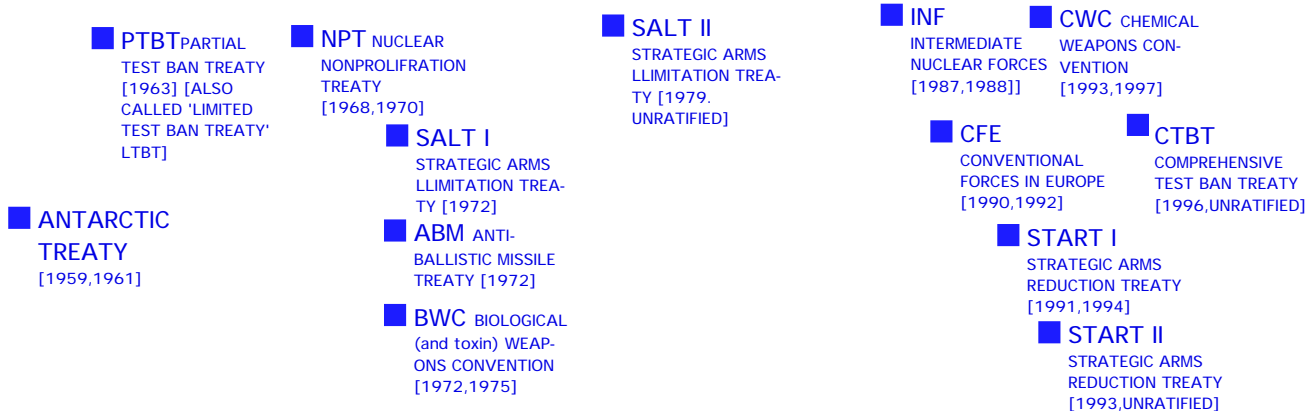 PTBT PARTIAL
TEST BAN TREATY
[1963] [ALSO
CALLED 'LIMITED
TEST BAN TREATY'
LTBT]
NPT NUCLEAR
NONPROLIFRATION
TREATY
[1968,1970]
SALT II
STRATEGIC ARMS
LLIMITATION TREA-
TY [1979.
UNRATIFIED]
INF
INTERMEDIATE
NUCLEAR FORCES
[1987,1988]]
CWC CHEMICAL
WEAPONS CON-
VENTION
[1993,1997]
SALT I
STRATEGIC ARMS
LLIMITATION TREA-
TY [1972]
CFE
CONVENTIONAL
FORCES IN EUROPE
[1990,1992]
CTBT
COMPREHENSIVE
TEST BAN TREATY
[1996,UNRATIFIED]
ANTARCTIC
TREATY
[1959,1961]
ABM ANTI-
BALLISTIC MISSILE
TREATY [1972]
START I
STRATEGIC ARMS
REDUCTION TREATY
[1991,1994]
BWC BIOLOGICAL
(and toxin) WEAP-
ONS CONVENTION
[1972,1975]
START II
STRATEGIC ARMS
REDUCTION TREATY
[1993,UNRATIFIED]